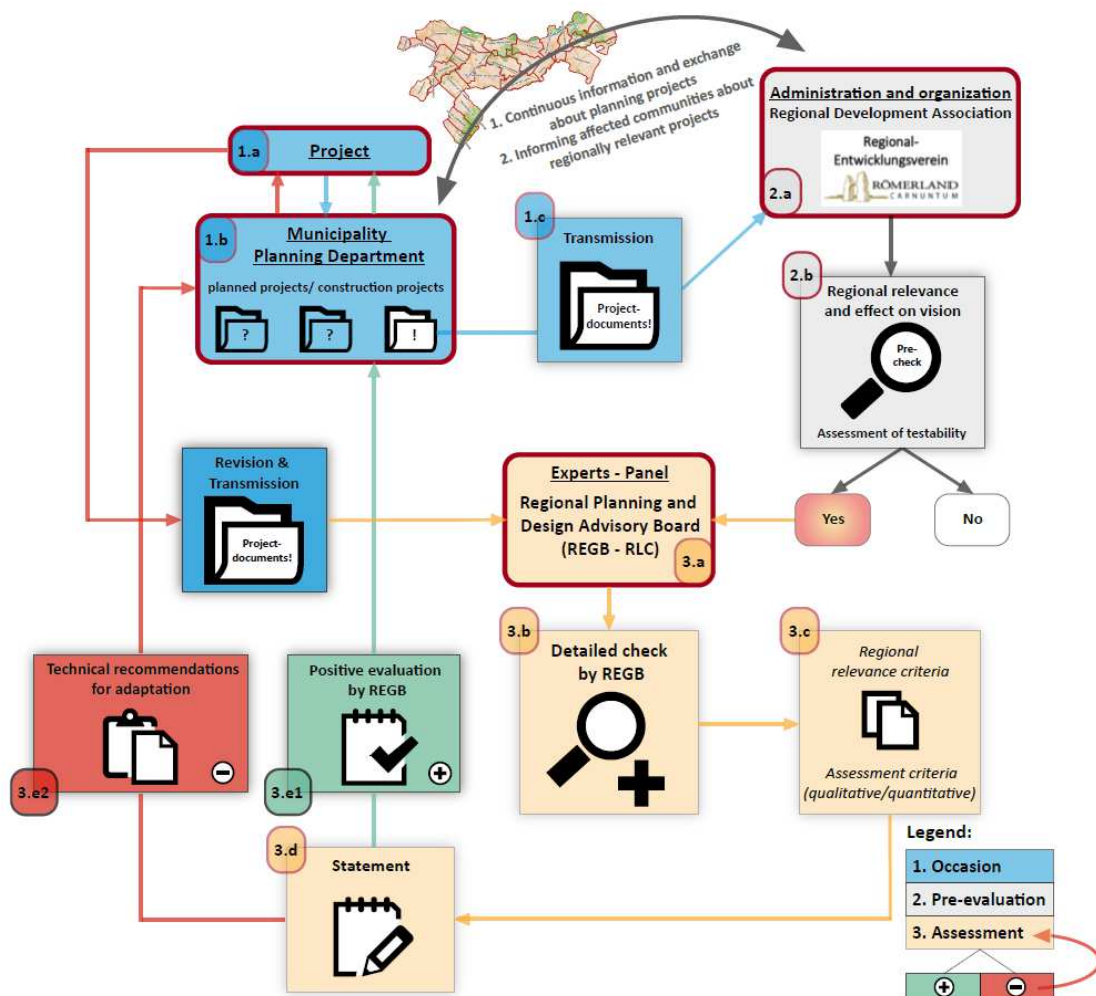 1. Continuous information and exchange
about planning projects
2. Informing affected communities about
regionally relevant projects
Administration and organization
Regional Development Association
Regional-
Entwicklungsverein
RÖMERLAND
CARNUNTUM
2.a
1.a
Project
1.b
Municipality
Planning Department
planned projects/ construction projects
?
?
!
1.c
Transmission
Project-
documents!
2.b
Regional relevance
and effect on vision
Pre-
check
Assessment of testability
Yes
No
Revision &
Transmission
Project-
documents!
Experts - Panel
Regional Planning and
Design Advisory Board
(REGB - RLC)
3.a
3.b
Detailed check
by REGB
3.c
Regional
relevance criteria
Assessment criteria
(qualitative/quantitative)
Technical recommendations
for adaptation
3.e2
Positive evaluation
by REGB
3.e1
3.d
Statement
Legend:
1. Occasion
2. Pre-evaluation
3. Assessment